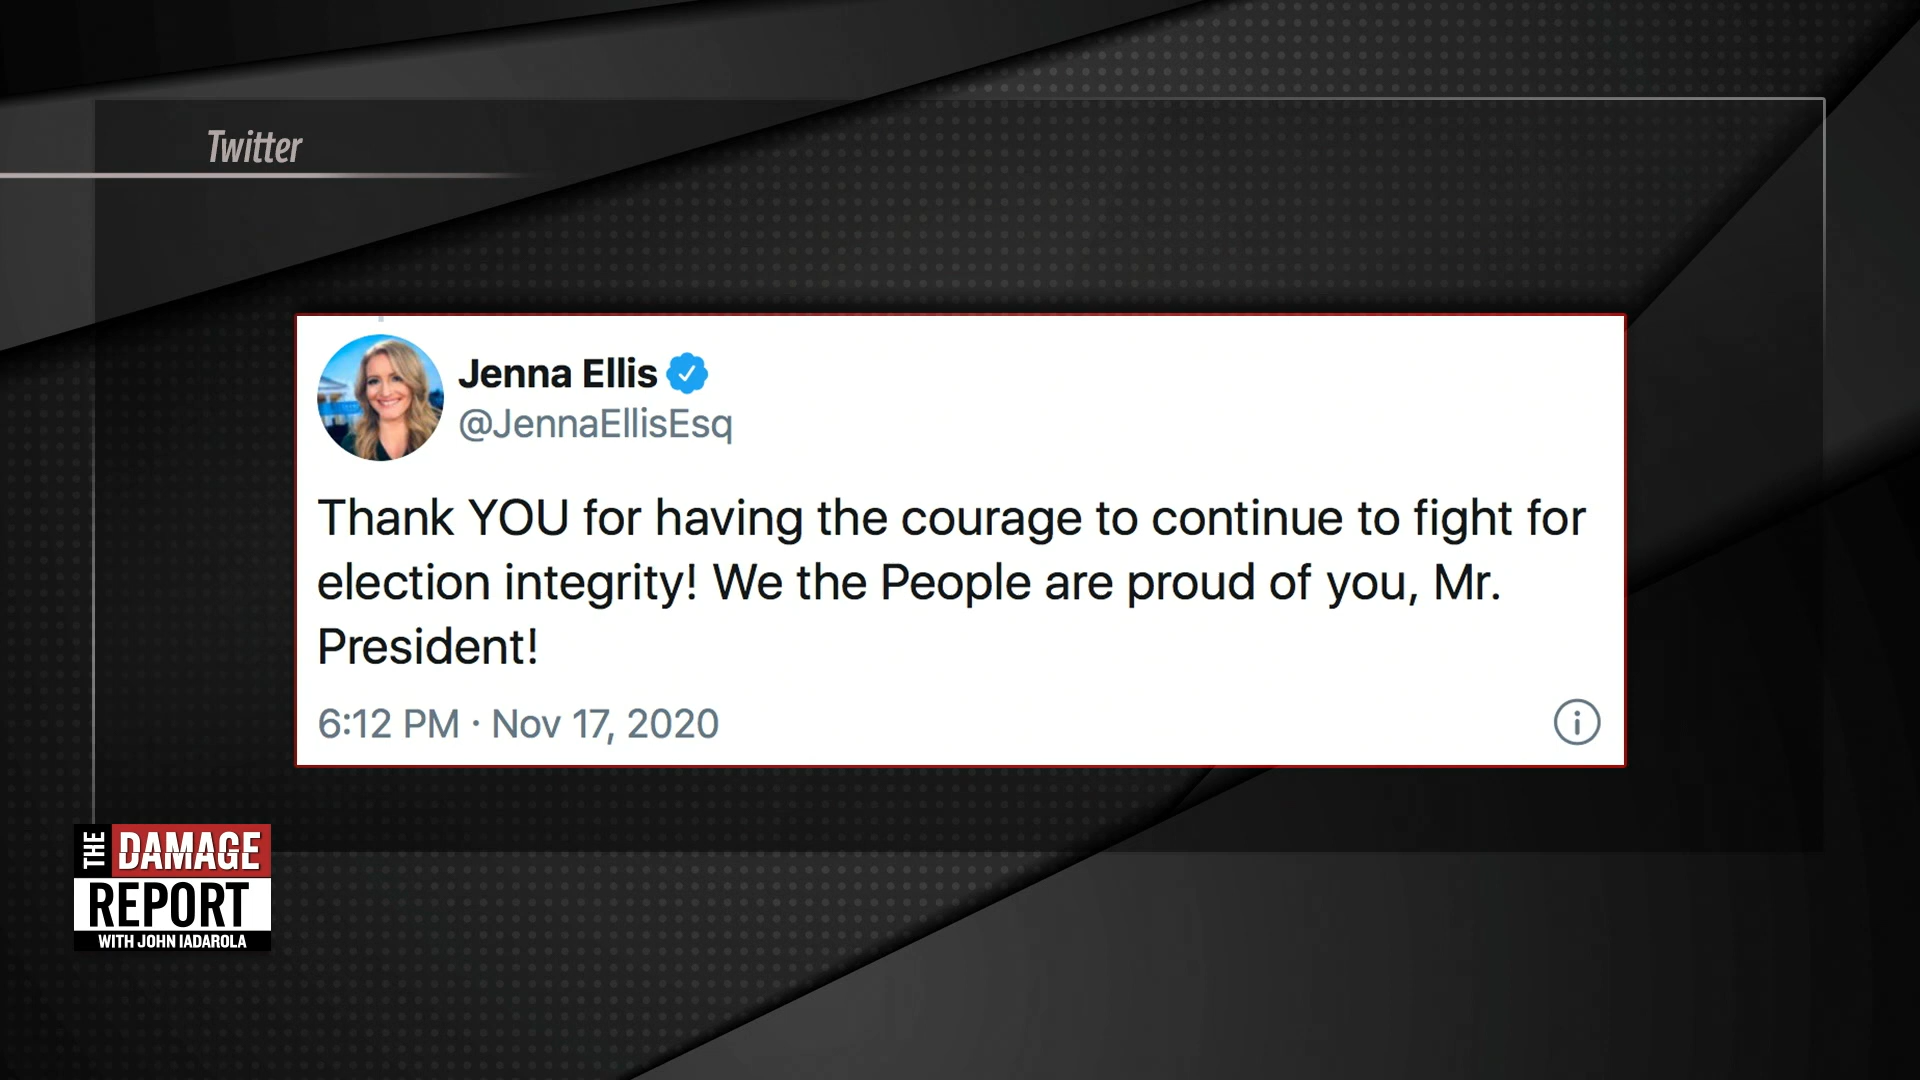 Twitter
Jenna Ellis
@JennaEllisEsq
Thank YOU for having the courage to continue to fight for
election integrity! We the People are proud of you, Mr.
President!
6:12 PM · Nov 17, 2020
THE DAMAGE
REPORT
WITH JOHN IADAROLA